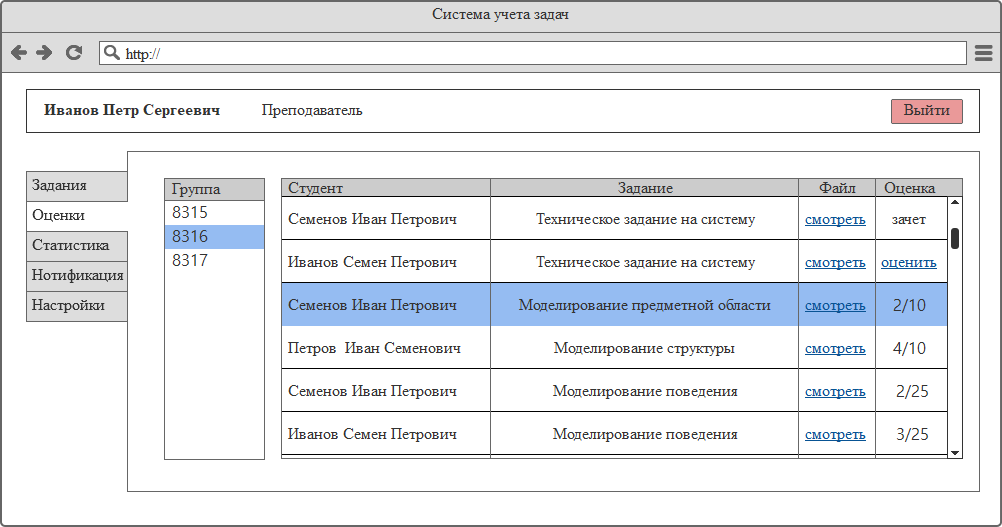 Система учета задач
http://
Иванов Петр Сергеевич Преподаватель Выйти
Задания
Оценки
Статистика
Нотификация
Настройки
Группа
8315
8316
8317
Студент Задание Файл Оценка
Семенов Иван Петрович Техническое задание на систему смотреть зачет
Иванов Семен Петрович Техническое задание на систему смотреть оценить
Семенов Иван Петрович Моделирование предметной области смотреть 2/10
Петров Иван Семенович Моделирование структуры смотреть 4/10
Семенов Иван Петрович Моделирование поведения смотреть 2/25
Иванов Семен Петрович Моделирование поведения смотреть 3/25